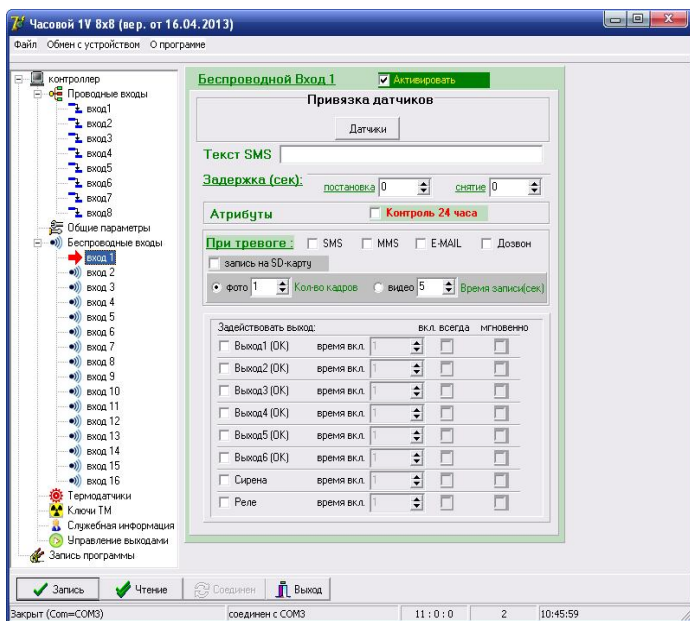 Часовой 1V 8x8 (вер. от 16.04.2013)
Файл Обмен с устройством О программе
контроллер
Проводные входы
вход1
вход2
вход3
вход4
вход5
вход6
вход7
вход8
Общие параметры
Беспроводные входы
вход 1
вход 2
вход 3
вход 4
вход 5
вход 6
вход 7
вход 8
вход 9
вход 10
вход 11
вход 12
вход 13
вход 14
вход 15
вход 16
Термодатчики
Ключи ТМ
Служебная информация
Управление выходами
Запись программы
Беспроводной Вход 1 Активировать
Привязка датчиков
Датчики
Текст SMS
Задержка (сек): постановка 0 снятие 0
Атрибуты Контроль 24 часа
При тревоге : SMS MMS E-MAIL Дозвон
запись на SD-карту
фото 1 Кол-во кадров видео 5 Время записи(сек)
Задействовать выход: вкл. всегда мгновенно
Выход1 (ОК) время вкл. 1
Выход2 (ОК) время вкл. 1
Выход3 (ОК) время вкл. 1
Выход4 (ОК) время вкл. 1
Выход5 (ОК) время вкл. 1
Выход6 (ОК) время вкл. 1
Сирена время вкл. 1
Реле время вкл. 1
Запись Чтение Соединен Выход
Закрыт (Com=COM3) соединен с COM3 11 : 0 : 0 2 10:45:59